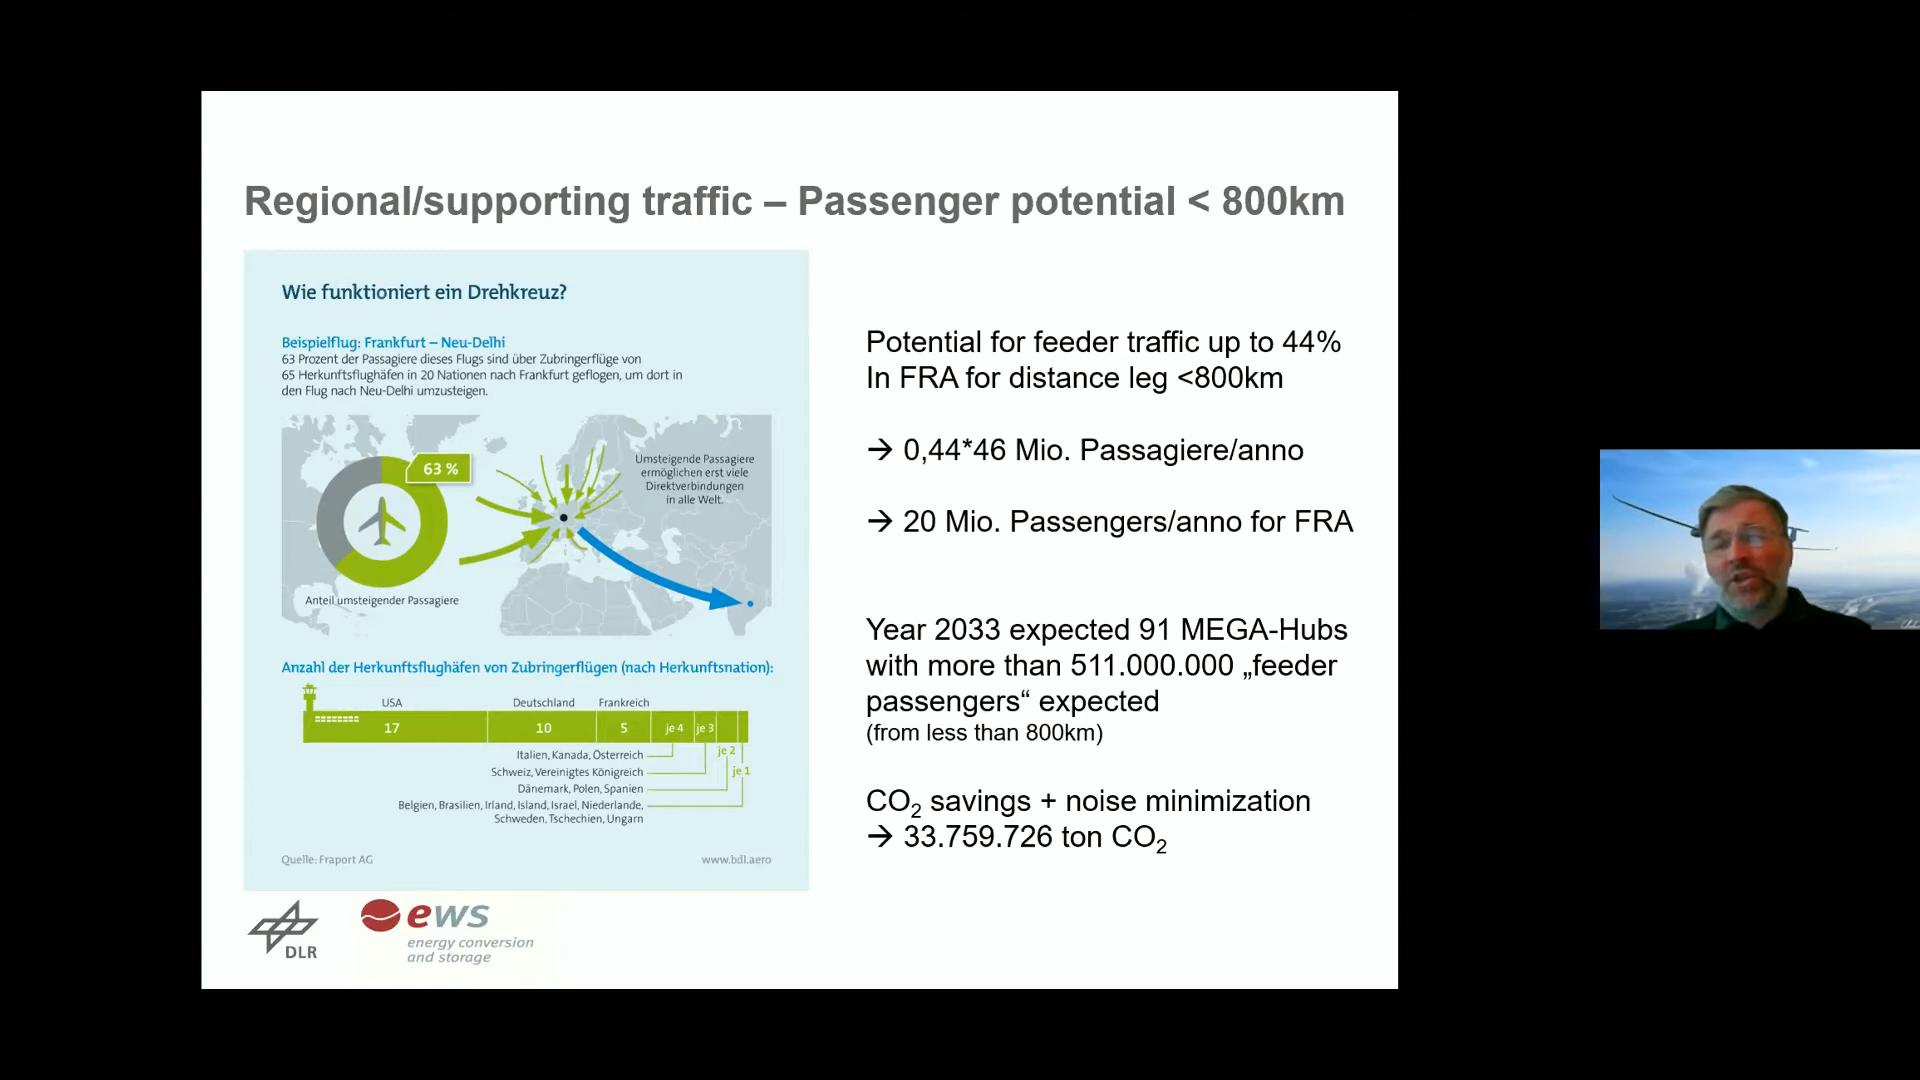 Regional/supporting traffic – Passenger potential < 800km
Wie funktioniert ein Drehkreuz?
Beispielflug: Frankfurt – Neu-Delhi
63 Prozent der Passagiere dieses Flugs sind über Zubringerflüge von
65 Herkunftsflughäfen in 20 Nationen nach Frankfurt geflogen, um dort in
den Flug nach Neu-Delhi umzusteigen.
63 %
Umsteigende Passagiere
ermöglichen erst viele
Direktverbindungen
in alle Welt.
Anteil umsteigender Passagiere
Anzahl der Herkunftsflughäfen von Zubringerflügen (nach Herkunftsnation):
USA Deutschland Frankreich
17 10 5 je 4 je 3
je 2
je 1
Italien, Kanada, Österreich
Schweiz, Vereinigtes Königreich
Dänemark, Polen, Spanien
Belgien, Brasilien, Irland, Island, Israel, Niederlande,
Schweden, Tschechien, Ungarn
Quelle: Fraport AG www.bdl.aero
Potential for feeder traffic up to 44%
In FRA for distance leg <800km
→ 0,44*46 Mio. Passagiere/anno
→ 20 Mio. Passengers/anno for FRA
Year 2033 expected 91 MEGA-Hubs
with more than 511.000.000 „feeder
passengers“ expected
(from less than 800km)
CO₂ savings + noise minimization
→ 33.759.726 ton CO₂
DLR
ews
energy conversion
and storage